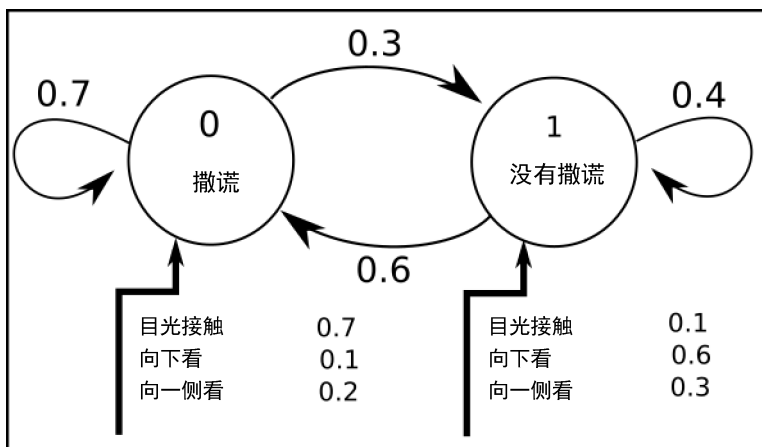 0.3
0.7
0.4
0
1
撒谎
没有撒谎
0.6
目光接触 0.7
向下看 0.1
向一侧看 0.2
目光接触 0.1
向下看 0.6
向一侧看 0.3